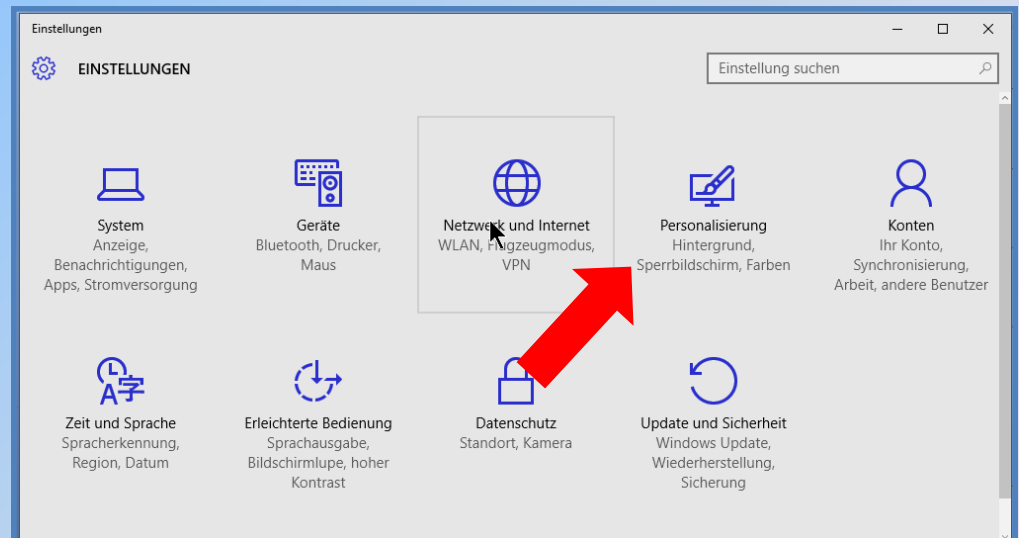 Einstellungen
EINSTELLUNGEN
Einstellung suchen
System
Anzeige,
Benachrichtigungen,
Apps, Stromversorgung
Geräte
Bluetooth, Drucker,
Maus
Netzwerk und Internet
WLAN, Flugzeugmodus,
VPN
Personalisierung
Hintergrund,
Sperrbildschirm, Farben
Konten
Ihr Konto,
Synchronisierung,
Arbeit, andere Benutzer
Zeit und Sprache
Spracherkennung,
Region, Datum
Erleichterte Bedienung
Sprachausgabe,
Bildschirmlupe, hoher
Kontrast
Datenschutz
Standort, Kamera
Update und Sicherheit
Windows Update,
Wiederherstellung,
Sicherung